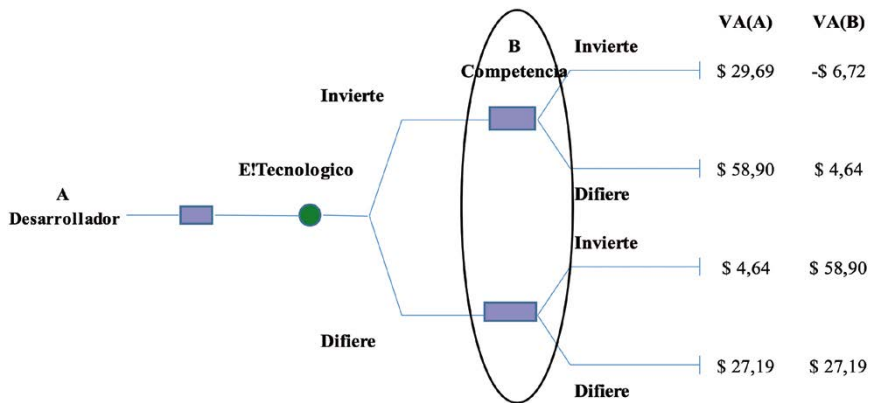 VA(A) VA(B)
B Invierte
Competencia $ 29,69 -$ 6,72
Invierte
E!Tecnologico $ 58,90 $ 4,64
A Difiere
Desarrollador
Invierte
$ 4,64 $ 58,90
Difiere
$ 27,19 $ 27,19
Difiere